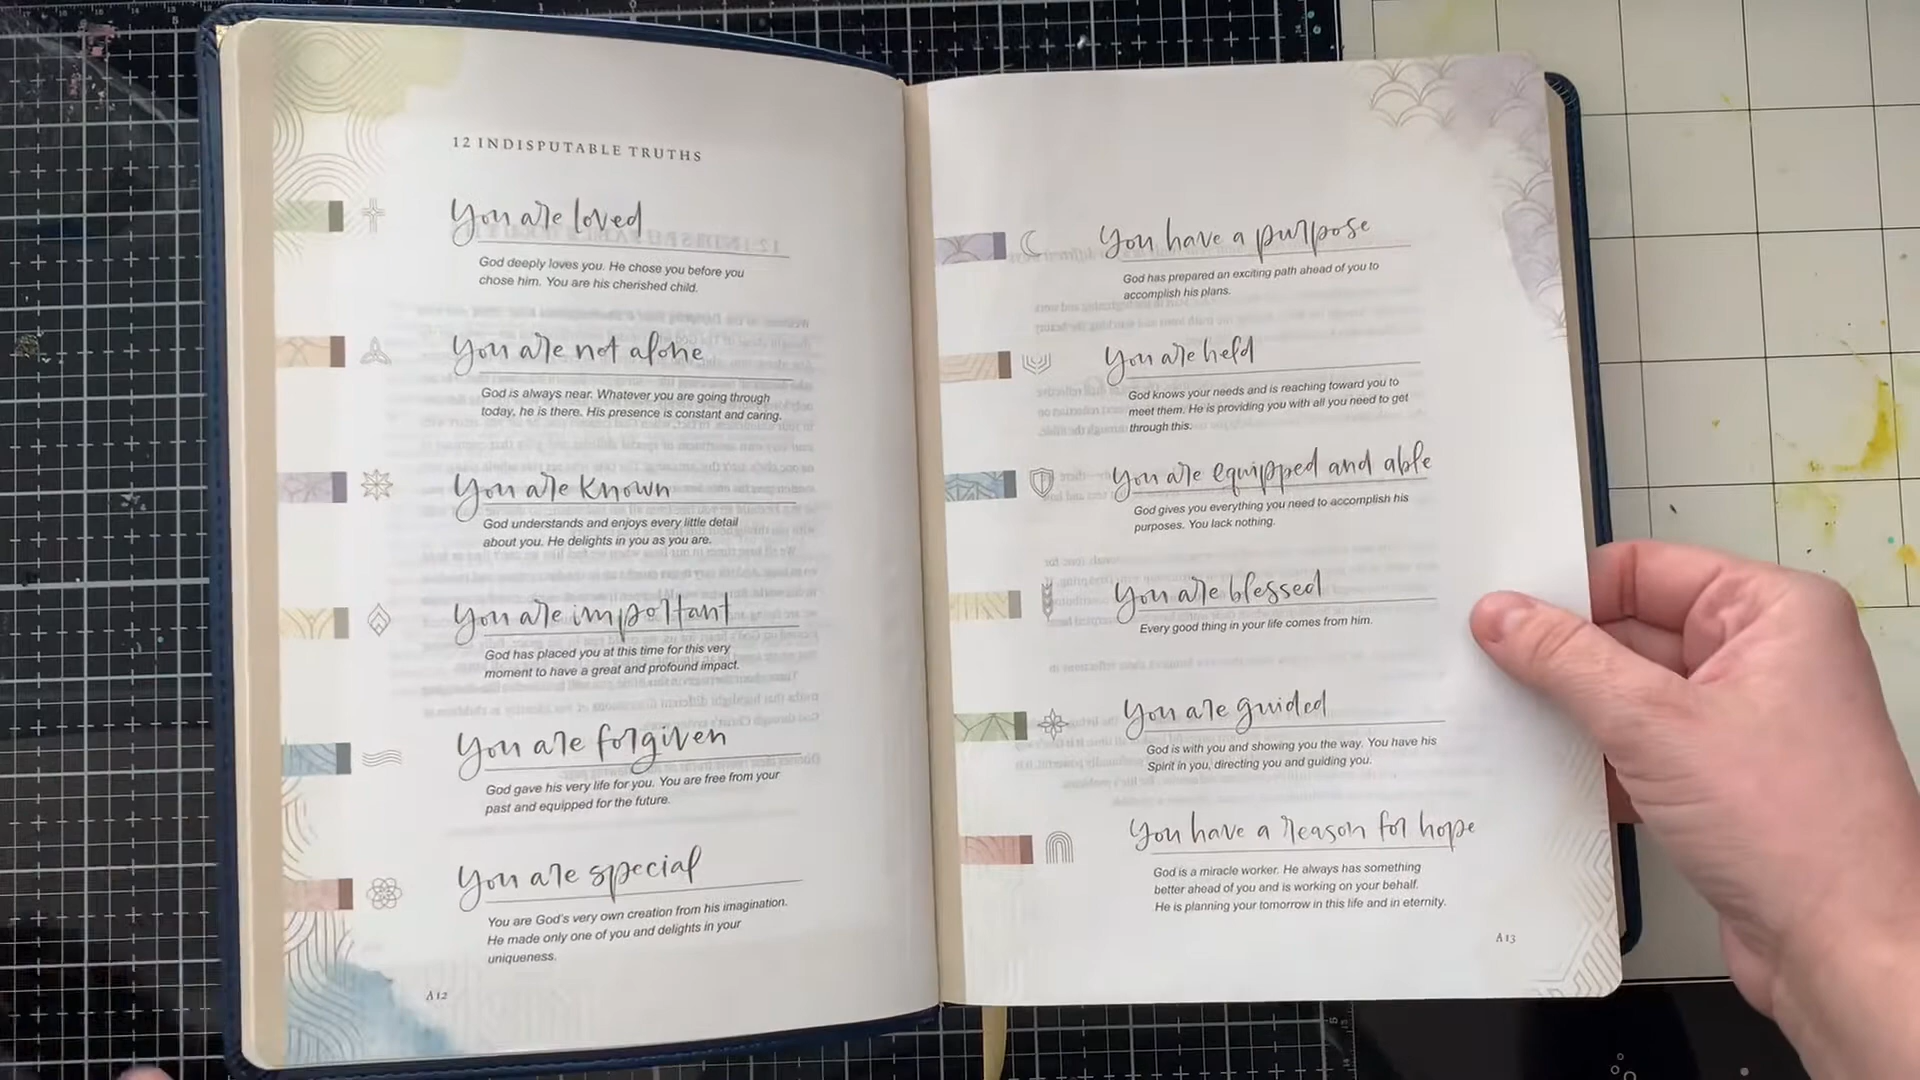 12 INDISPUTABLE TRUTHS
You are loved
God deeply loves you. He chose you before you
chose him. You are his cherished child.
You are not alone
God is always near. Whatever you are going through
today, he is there. His presence is constant and caring.
You are known
God understands and enjoys every little detail
about you. He delights in you as you are.
You are important
God has placed you at this time for this very
moment to have a great and profound impact.
You are forgiven
God gave his very life for you. You are free from your
past and equipped for the future.
You are special
You are God's very own creation from his imagination.
He made only one of you and delights in your
uniqueness.
A12
You have a purpose
God has prepared an exciting path ahead of you to
accomplish his plans.
You are held
God knows your needs and is reaching toward you to
meet them. He is providing you with all you need to get
through this.
You are equipped and able
God gives you everything you need to accomplish his
purposes. You lack nothing.
You are blessed
Every good thing in your life comes from him.
You are guided
God is with you and showing you the way. You have his
Spirit in you, directing you and guiding you.
You have a reason for hope
God is a miracle worker. He always has something
better ahead of you and is working on your behalf.
He is planning your tomorrow in this life and in eternity.
A13